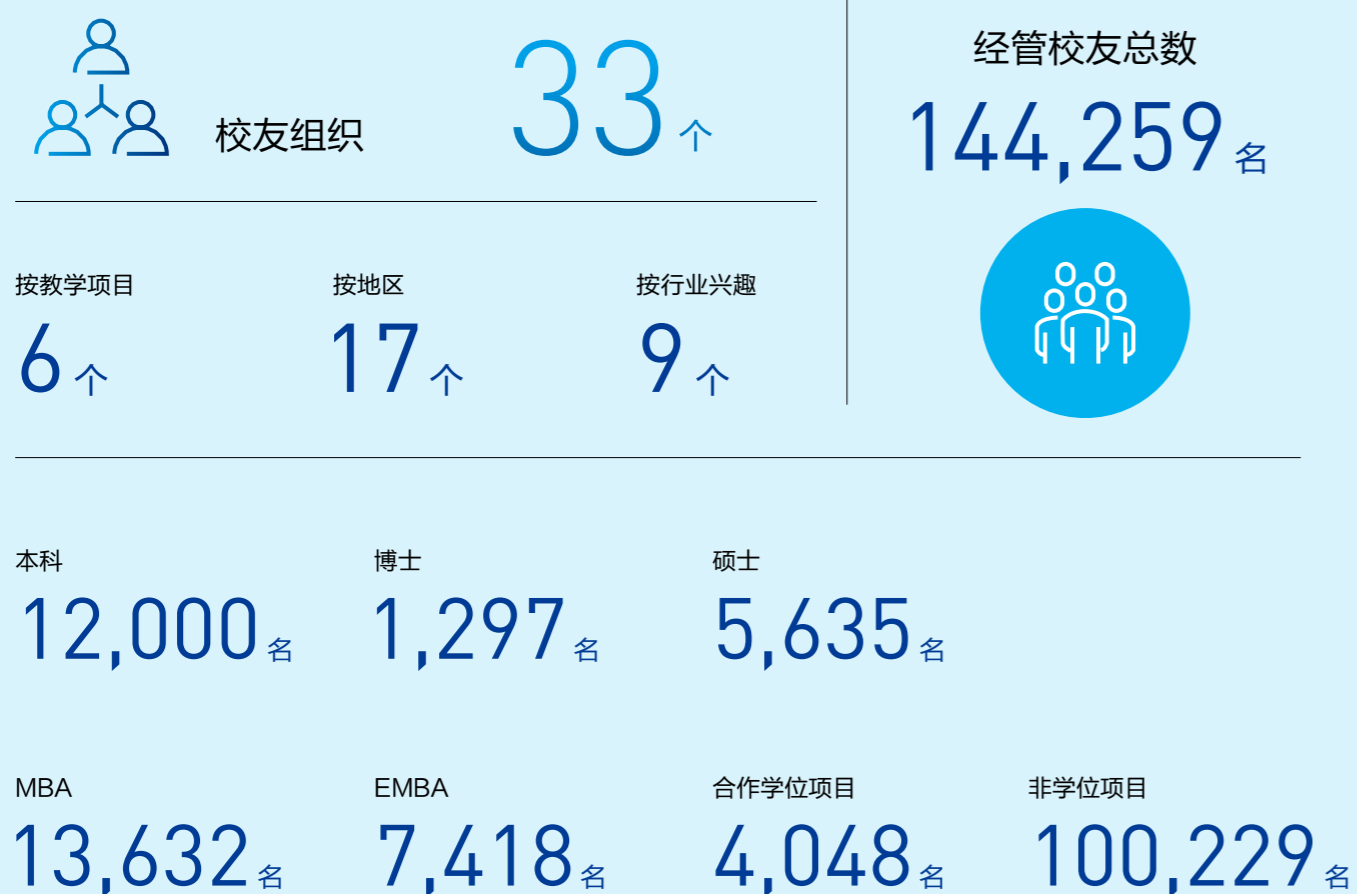 校友组织 33 个
经管校友总数
144,259 名
按教学项目 按地区 按行业兴趣
6 个 17 个 9 个
本科 博士 硕士
12,000 名 1,297 名 5,635 名
MBA EMBA 合作学位项目 非学位项目
13,632 名 7,418 名 4,048 名 100,229 名